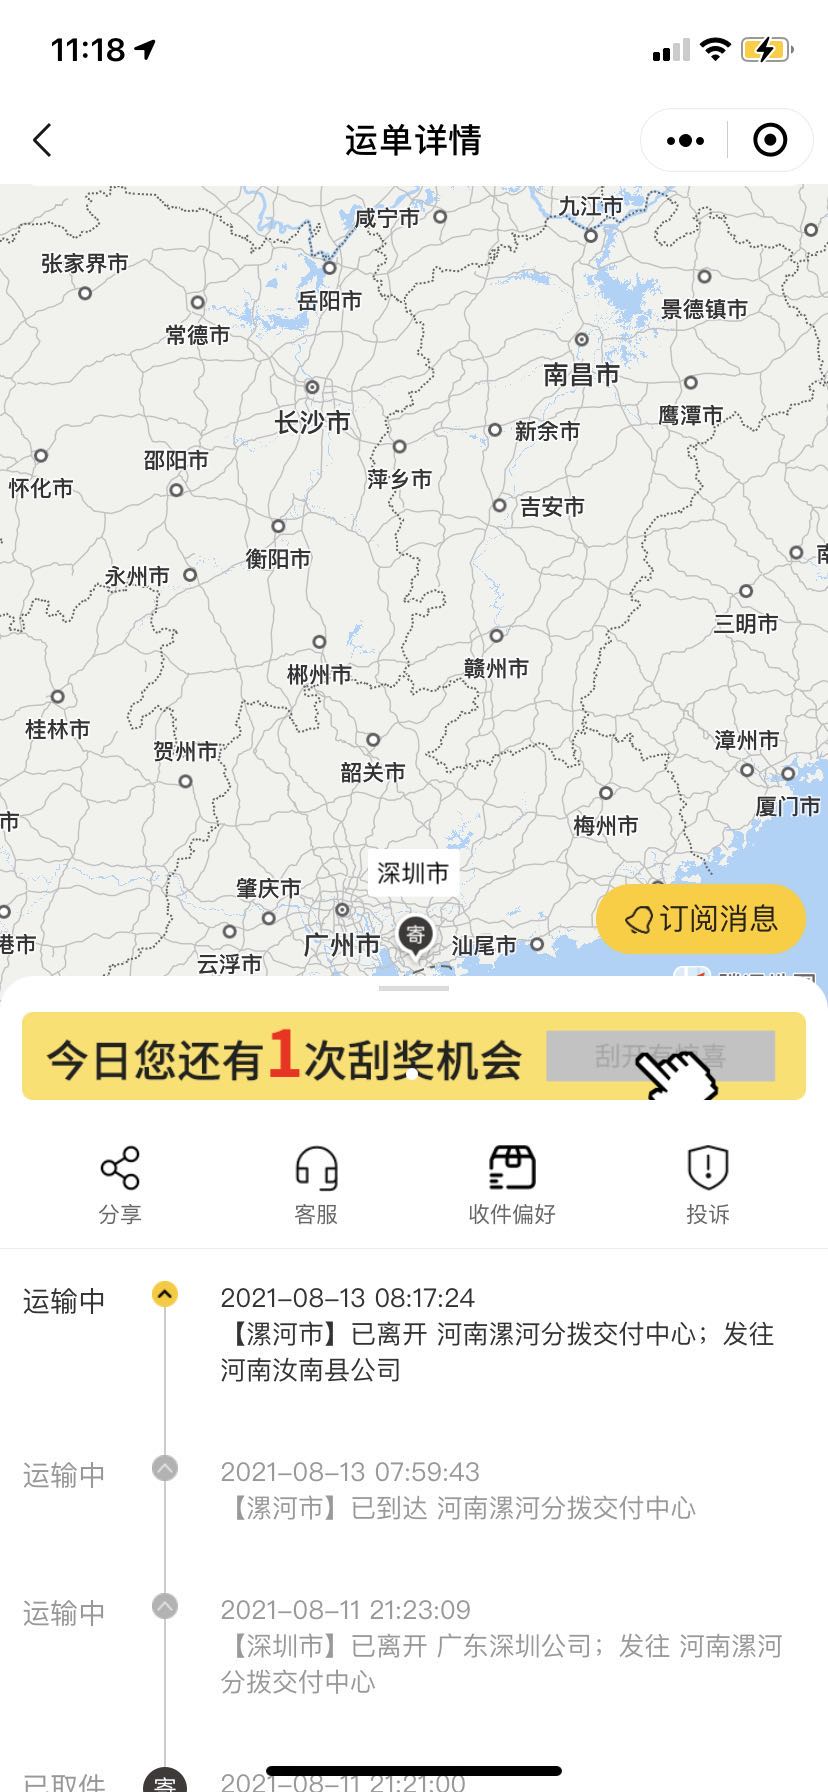 11:18
运单详情
咸宁市
九江市
张家界市
岳阳市
景德镇市
常德市
南昌市
长沙市
鹰潭市
新余市
邵阳市
萍乡市
怀化市
吉安市
衡阳市
永州市
南
三明市
郴州市
赣州市
桂林市
贺州市
漳州市
韶关市
厦门市
市
梅州市
深圳市
肇庆市
订阅消息
寄
广州市
汕尾市
港市
云浮市
今日您还有1次刮奖机会
刮开有惊喜
分享
客服
收件偏好
投诉
运输中
2021-08-13 08:17:24
【漯河市】已离开 河南漯河分拨交付中心；发往
河南汝南县公司
运输中
2021-08-13 07:59:43
【漯河市】已到达 河南漯河分拨交付中心
运输中
2021-08-11 21:23:09
【深圳市】已离开 广东深圳公司；发往 河南漯河
分拨交付中心
已取件
寄
2021-08-11 21:21:00